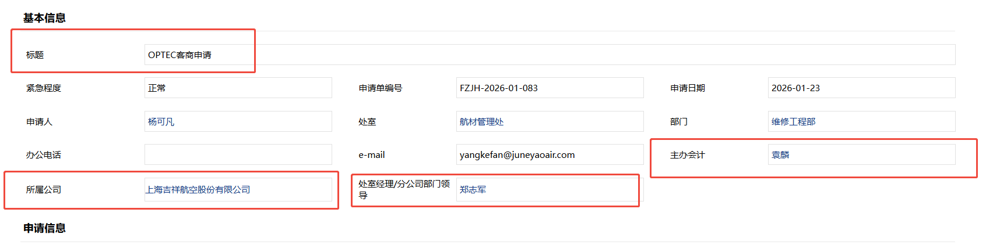 基本信息
标题 OPTEC客商申请
紧急程度 正常 申请单编号 FZJH-2026-01-083 申请日期 2026-01-23
申请人 杨可凡 处室 航材管理处 部门 维修工程部
办公电话 e-mail yangkefan@juneyaoair.com 主办会计 袁麟
所属公司 上海吉祥航空股份有限公司 处室经理/分公司部门领导 郑志军
申请信息